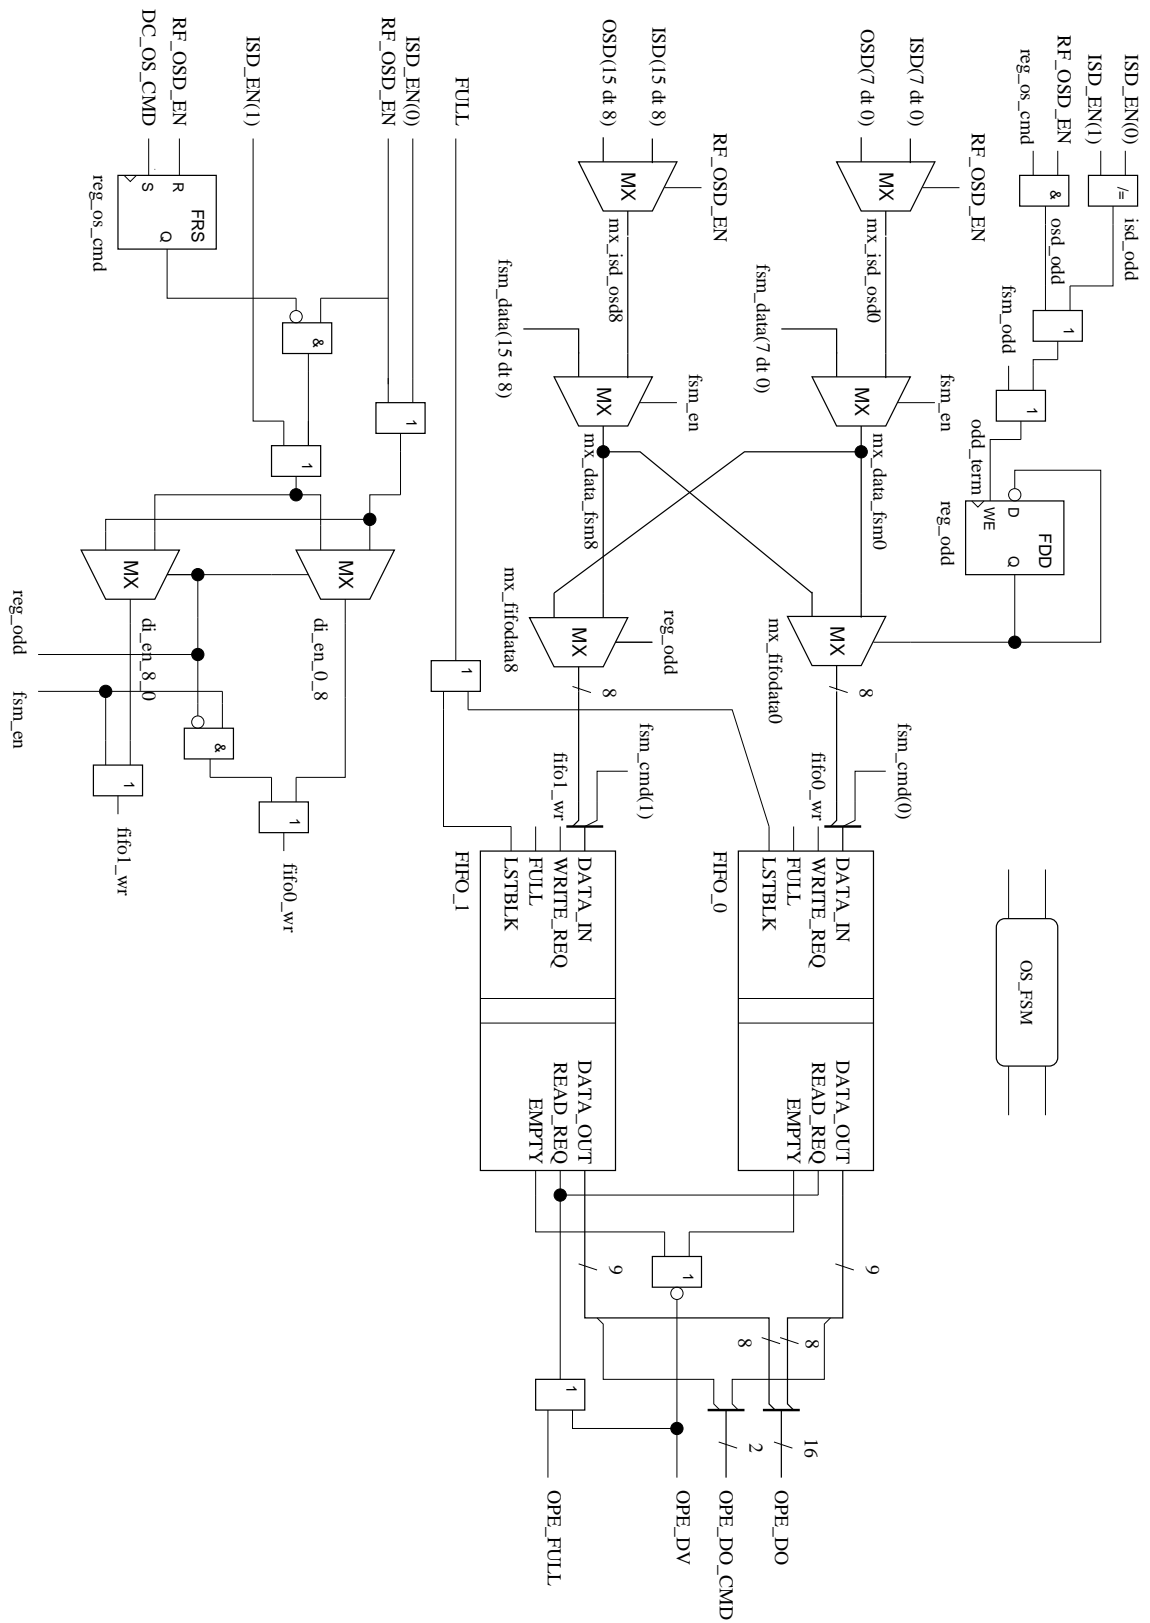 ISD_EN(0)
ISD_EN(1)
/=
isd_odd
RF_OSD_EN
reg_os_cmd
&
osd_odd
1
fsm_odd
1
odd_term
D
WE
FDD
Q
reg_odd
OS_FSM
RF_OSD_EN
ISD(7 dt 0)
OSD(7 dt 0)
MX
mx_isd_osd0
fsm_data(7 dt 0)
fsm_en
MX
mx_data_fsm0
MX
mx_fifodata0
8
fsm_cmd(0)
fifo0_wr
DATA_IN
WRITE_REQ
FULL
LSTBLK
FIFO_0
DATA_OUT
READ_REQ
EMPTY
9
RF_OSD_EN
ISD(15 dt 8)
OSD(15 dt 8)
MX
mx_isd_osd8
fsm_data(15 dt 8)
fsm_en
MX
mx_data_fsm8
reg_odd
MX
mx_fifodata8
8
fsm_cmd(1)
fifo1_wr
DATA_IN
WRITE_REQ
FULL
LSTBLK
FIFO_1
DATA_OUT
READ_REQ
EMPTY
9
1
8
8
16
2
1
OPE_DO
OPE_DO_CMD
OPE_DV
OPE_FULL
FULL
1
ISD_EN(0)
RF_OSD_EN
1
ISD_EN(1)
&
1
RF_OSD_EN
DC_OS_CMD
R
S
FRS
Q
reg_os_cmd
MX
di_en_0_8
MX
di_en_8_0
reg_odd
fsm_en
&
1
fifo0_wr
1
fifo1_wr